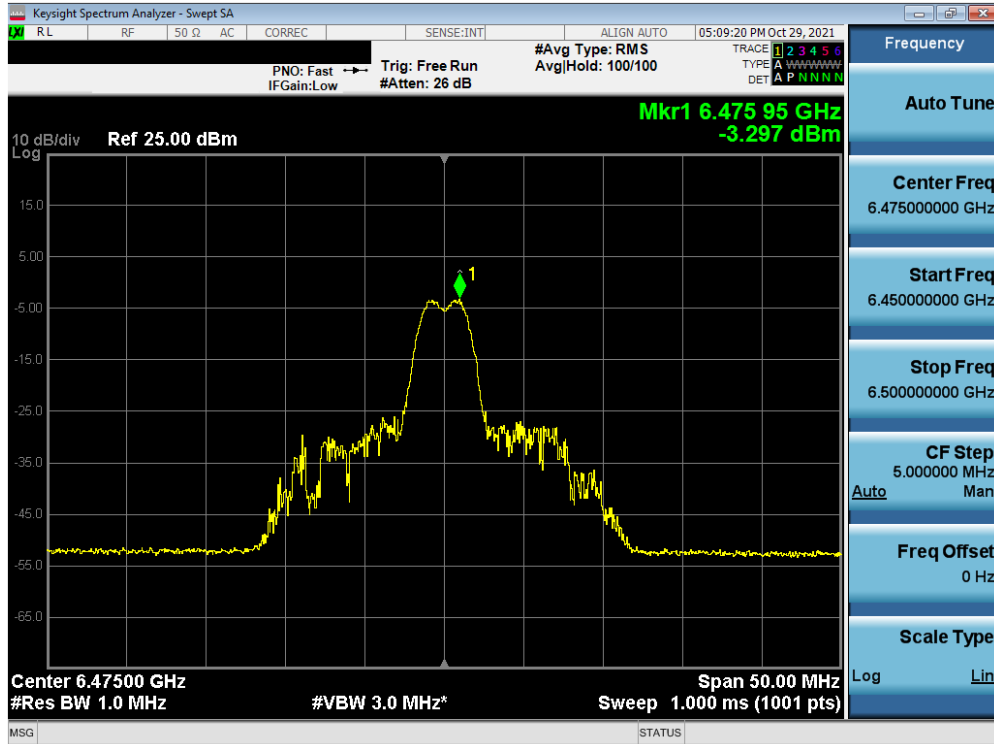 Keysight Spectrum Analyzer - Swept SA
LXI RL RF 50 Ω AC CORREC SENSE:INT ALIGN AUTO 05:09:20 PM Oct 29, 2021
PNO: Fast
IFGain:Low
Trig: Free Run
#Atten: 26 dB
#Avg Type: RMS
Avg|Hold: 100/100
TRACE 1 2 3 4 5 6
TYPE A WWWWW
DET A P N N N N
Mkr1 6.475 95 GHz
-3.297 dBm
10 dB/div Ref 25.00 dBm
Log
15.0
5.00
1
-5.00
-15.0
-25.0
-35.0
-45.0
-55.0
-65.0
Center 6.47500 GHz Span 50.00 MHz
#Res BW 1.0 MHz #VBW 3.0 MHz* Sweep 1.000 ms (1001 pts)
MSG STATUS
Frequency
Auto Tune
Center Freq
6.475000000 GHz
Start Freq
6.450000000 GHz
Stop Freq
6.500000000 GHz
CF Step
5.000000 MHz
Auto Man
Freq Offset
0 Hz
Scale Type
Log Lin